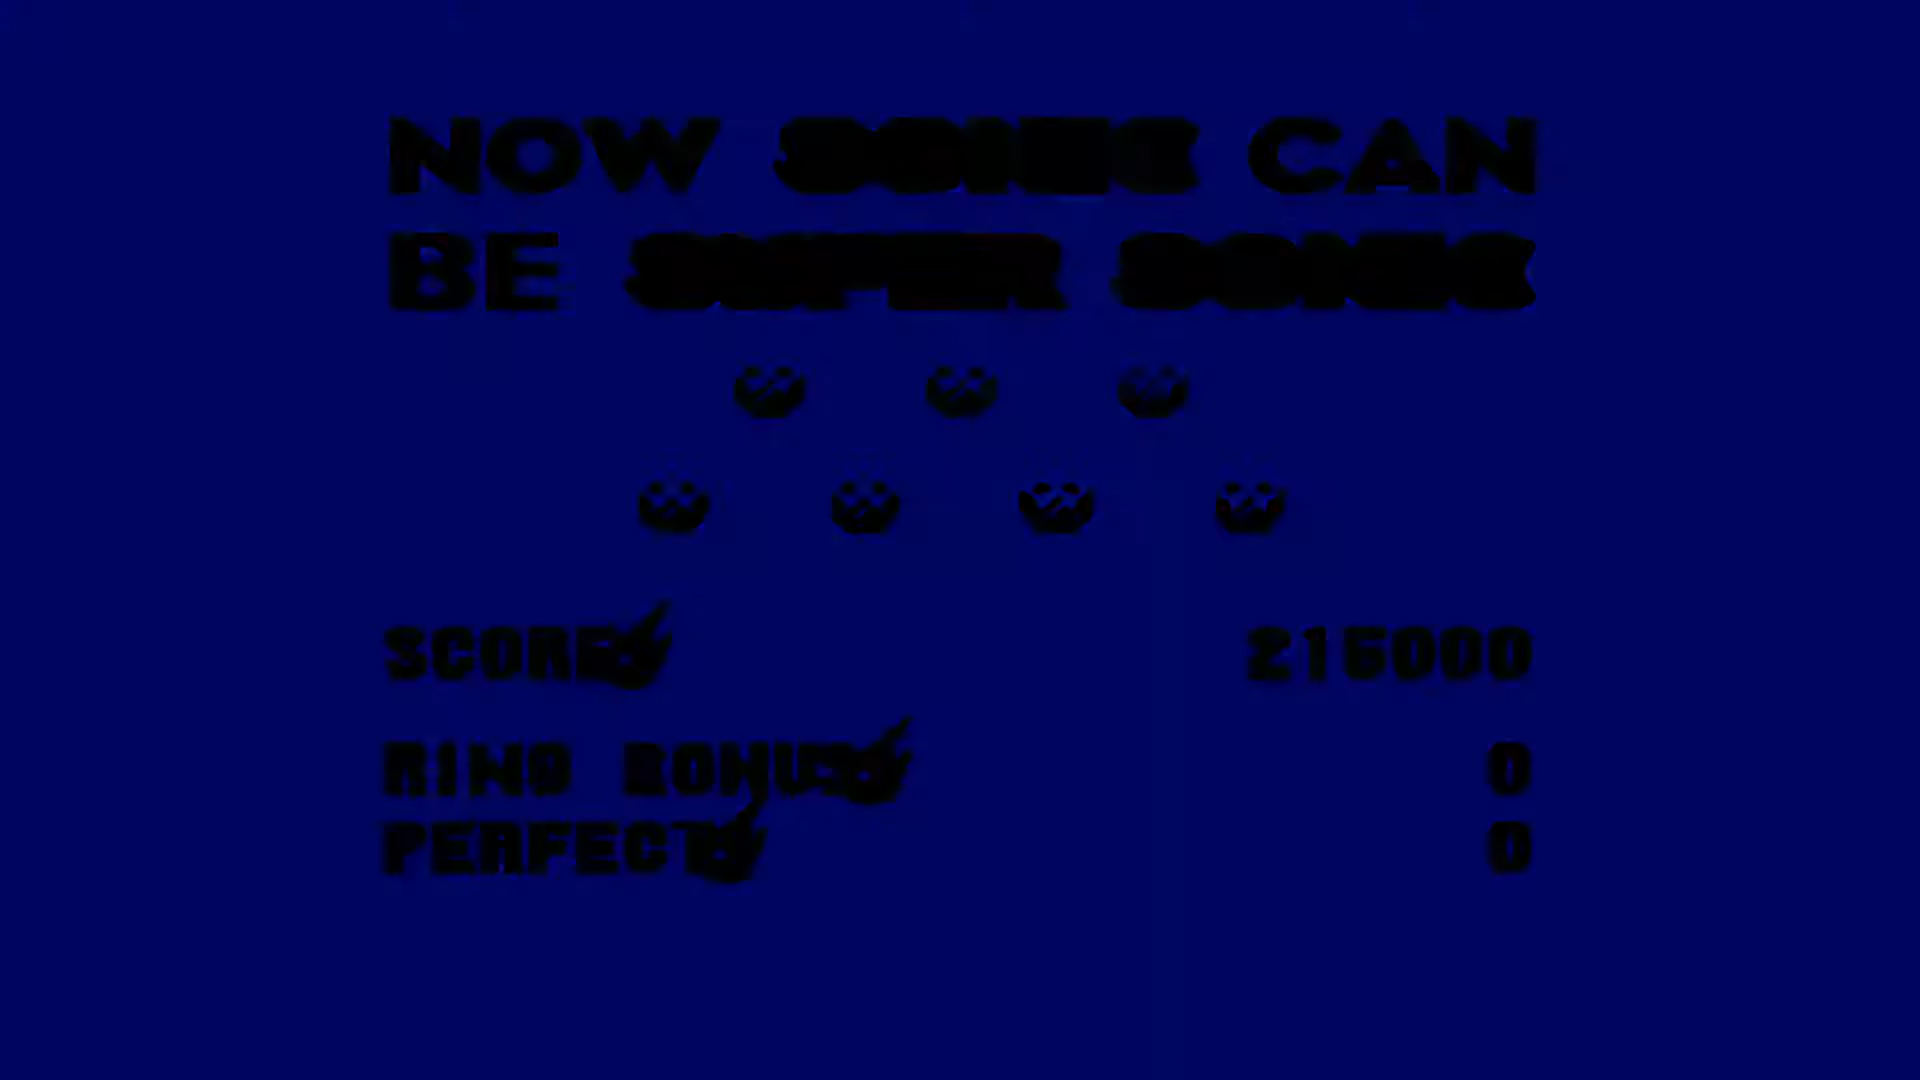 NOW SONIC CAN
BE SUPER SONIC
SCORE 215000
RING BONUS 0
PERFECT 0